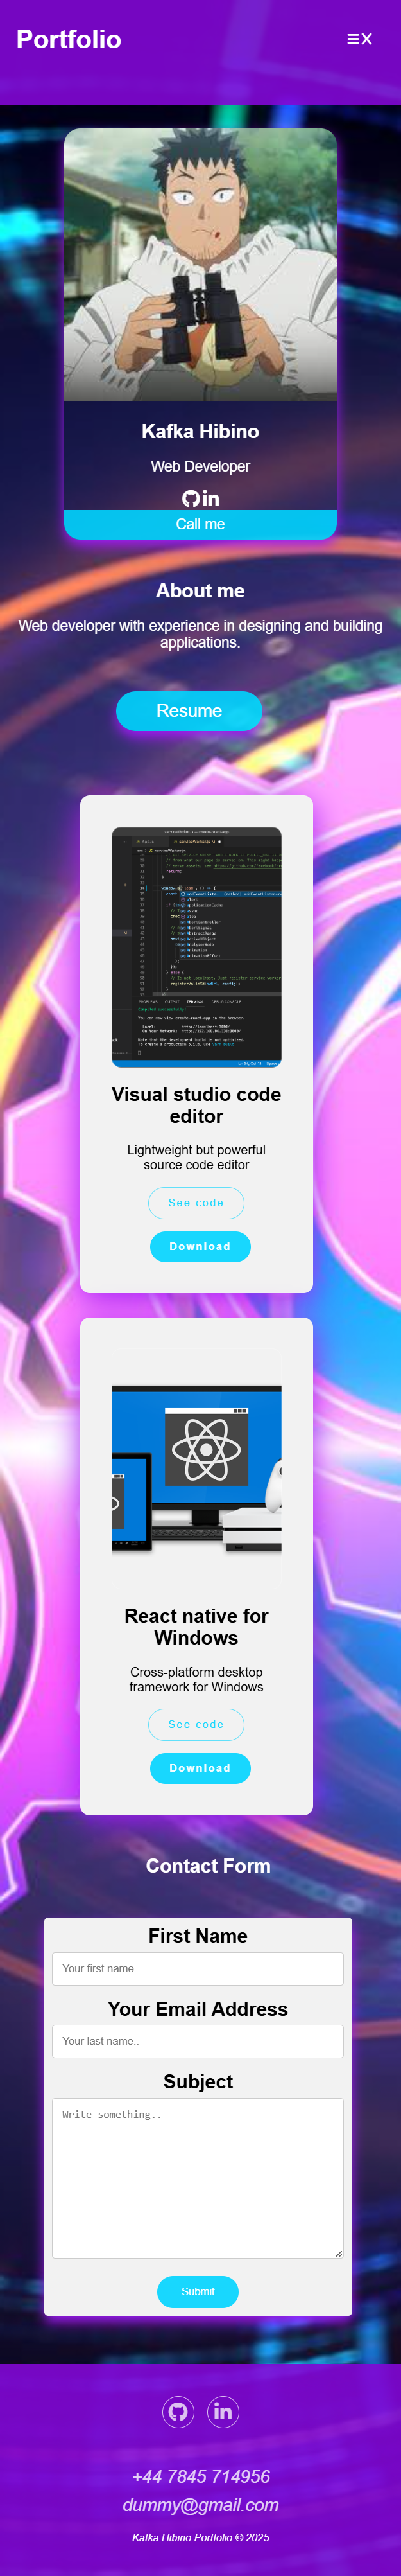 Portfolio
Kafka Hibino
Web Developer
Call me
About me
Web developer with experience in designing and building
applications.
Resume
Visual studio code
editor
Lightweight but powerful
source code editor
See code
Download
React native for
Windows
Cross-platform desktop
framework for Windows
See code
Download
Contact Form
First Name
Your first name..
Your Email Address
Your last name..
Subject
Write something..
Submit
+44 7845 714956
dummy@gmail.com
Kafka Hibino Portfolio © 2025